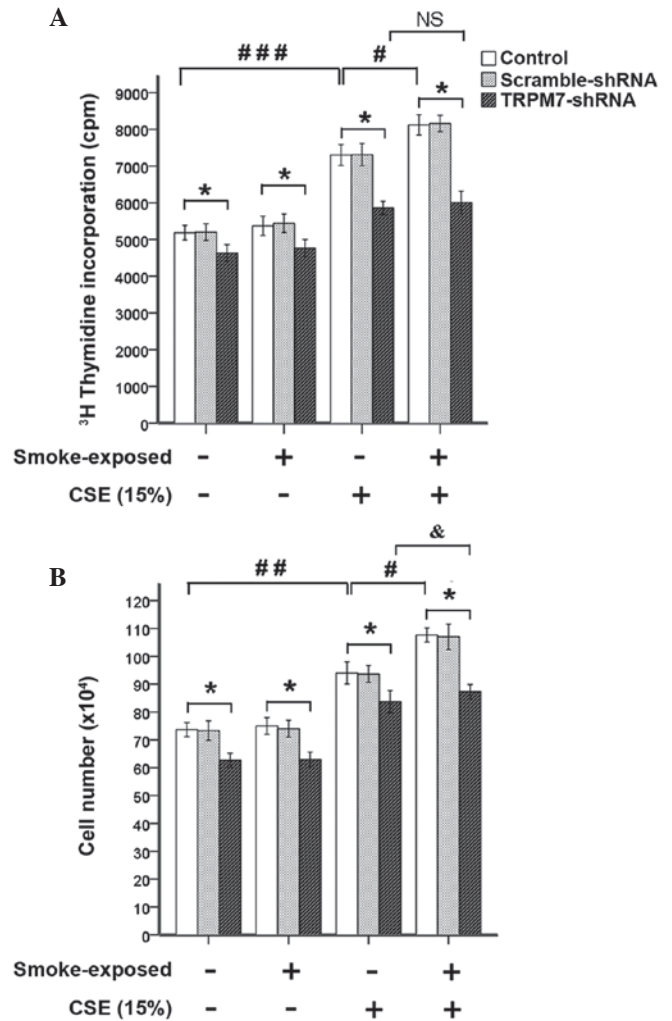 A
NS
# # #
#
Control
Scramble-shRNA
TRPM7-shRNA
³H Thymidine incorporation (cpm)
9000
8000
7000
6000
5000
4000
3000
2000
1000
0
* * * *
Smoke-exposed - + - +
CSE (15%) - - + +
B
&
# #
#
Cell number (x10⁴)
120
110
100
90
80
70
60
50
40
30
20
10
0
* * * *
Smoke-exposed - + - +
CSE (15%) - - + +